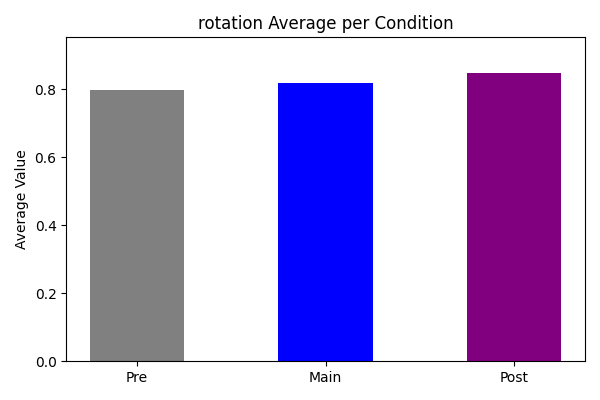 rotation Average per Condition
Average Value
0.8
0.6
0.4
0.2
0.0
Pre
Main
Post